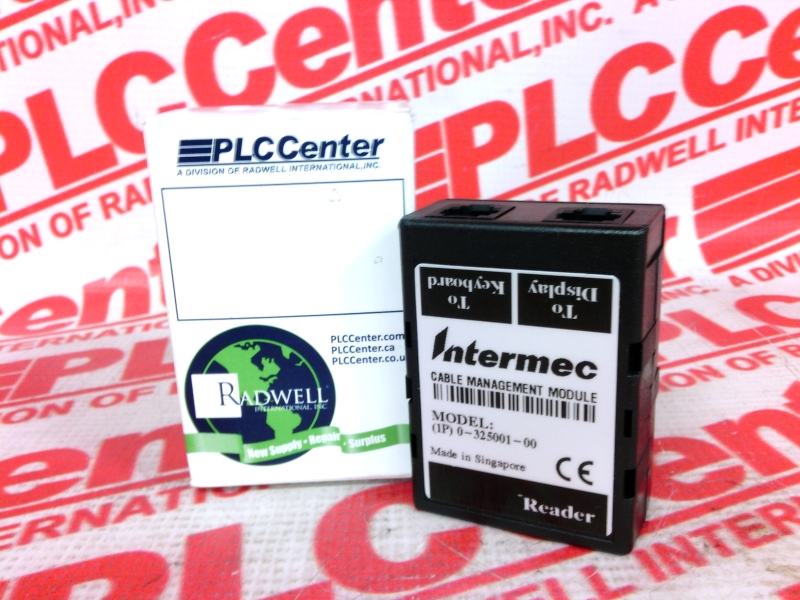 PLCCenter
A DIVISION OF RADWELL INTERNATIONAL, INC.
PLCCenter.com
PLCCenter.ca
PLCCenter.co.u
RADWELL
INTERNATIONAL, INC.
New Supply · Repair · Surplus
To Keyboard
To Display
Intermec
CABLE MANAGEMENT MODULE
MODEL:
(1P) 0-325001-00
Made in Singapore
CE
Reader
PLCCenter
A DIVISION OF RADWELL INTERNATIONAL, INC.